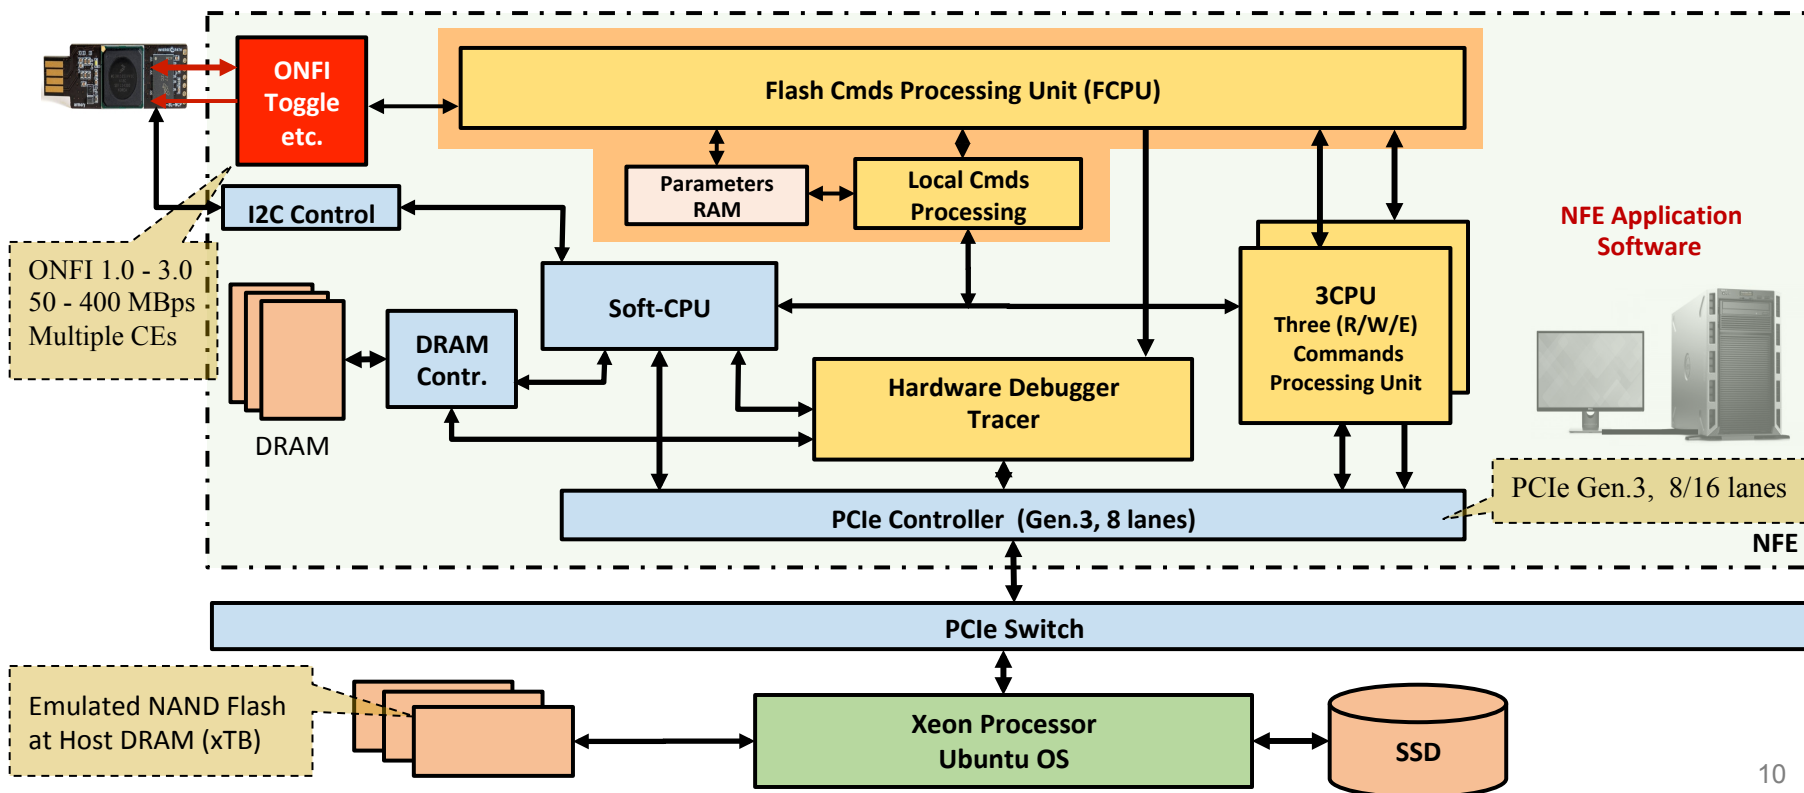 ONFI
Toggle
etc.
Flash Cmds Processing Unit (FCPU)
Parameters
RAM
Local Cmds
Processing
I2C Control
NFE Application
Software
ONFI 1.0 - 3.0
50 - 400 MBps
Multiple CEs
Soft-CPU
3CPU
Three (R/W/E)
Commands
Processing Unit
DRAM
Contr.
Hardware Debugger
Tracer
DRAM
PCIe Gen.3, 8/16 lanes
PCIe Controller (Gen.3, 8 lanes)
NFE
PCIe Switch
Emulated NAND Flash
at Host DRAM (xTB)
Xeon Processor
Ubuntu OS
SSD
10